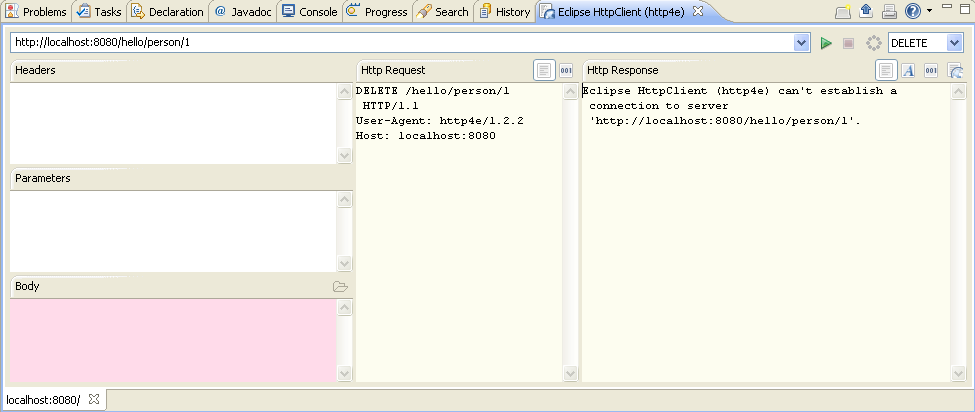 Problems Tasks Declaration @ Javadoc Console Progress Search History Eclipse HttpClient (http4e)
http://localhost:8080/hello/person/1 DELETE
Headers Http Request 001 Http Response A 001
DELETE /hello/person/1
HTTP/1.1
User-Agent: http4e/1.2.2
Host: localhost:8080
Eclipse HttpClient (http4e) can't establish a
connection to server
'http://localhost:8080/hello/person/1'.
Parameters
Body
localhost:8080/